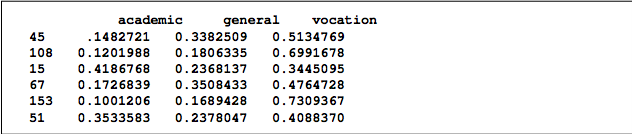 academic general vocation
45 .1482721 0.3382509 0.5134769
108 0.1201988 0.1806335 0.6991678
15 0.4186768 0.2368137 0.3445095
67 0.1726839 0.3508433 0.4764728
153 0.1001206 0.1689428 0.7309367
51 0.3533583 0.2378047 0.4088370